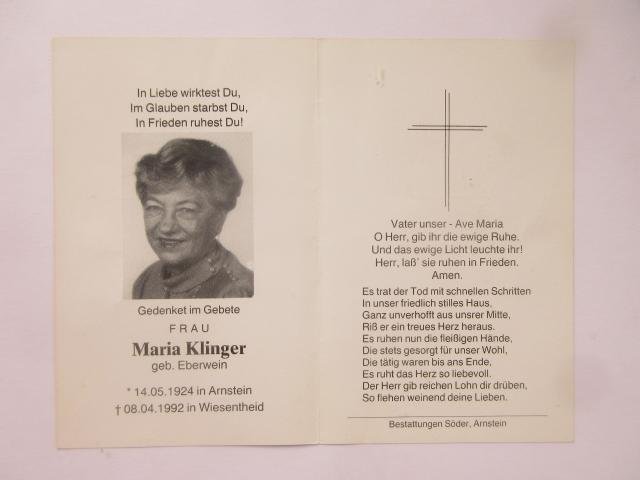 In Liebe wirktest Du,
Im Glauben starbst Du,
In Frieden ruhest Du!
Gedenket im Gebete
FRAU
Maria Klinger
geb. Eberwein
* 14.05.1924 in Arnstein
† 08.04.1992 in Wiesentheid
Vater unser - Ave Maria
O Herr, gib ihr die ewige Ruhe.
Und das ewige Licht leuchte ihr!
Herr, laß' sie ruhen in Frieden.
Amen.
Es trat der Tod mit schnellen Schritten
In unser friedlich stilles Haus,
Ganz unverhofft aus unsrer Mitte,
Riß er ein treues Herz heraus.
Es ruhen nun die fleißigen Hände,
Die stets gesorgt für unser Wohl,
Die tätig waren bis ans Ende,
Es ruht das Herz so liebevoll.
Der Herr gib reichen Lohn dir drüben,
So flehen weinend deine Lieben.
Bestattungen Söder, Arnstein